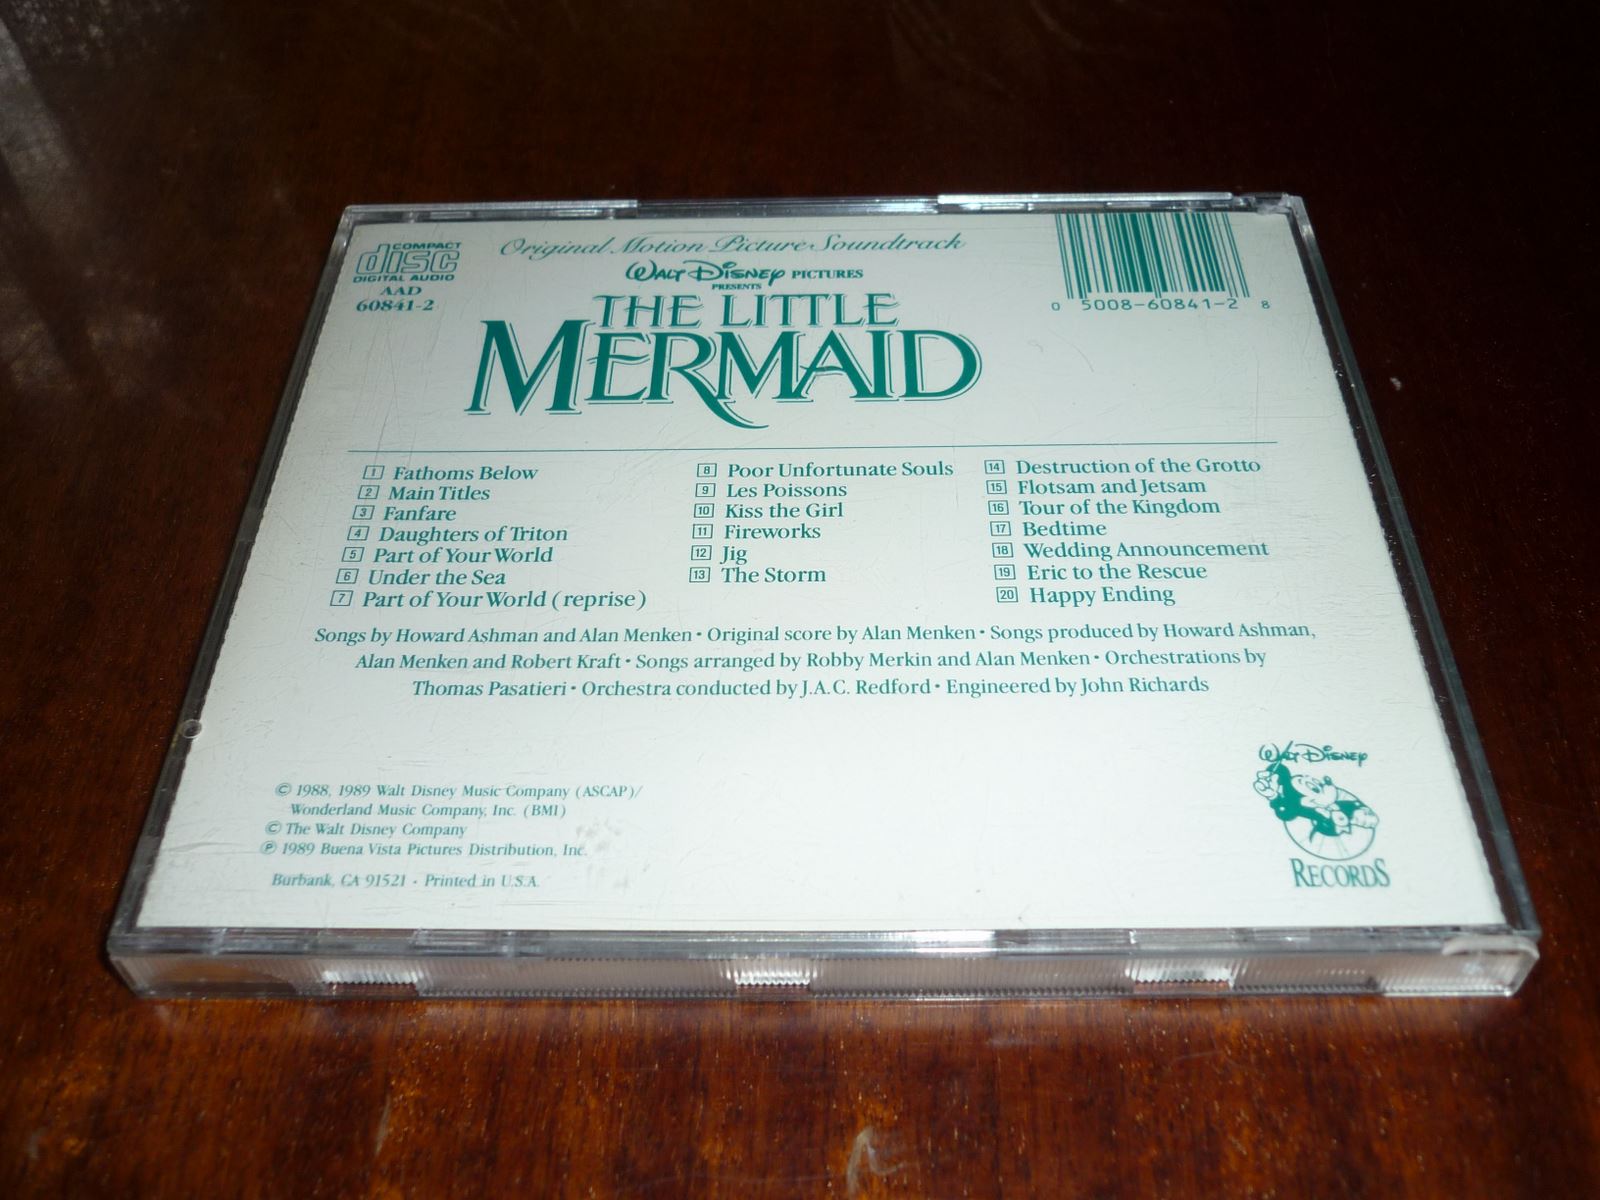 COMPACT
disc
DIGITAL AUDIO
AAD
60841-2
Original Motion Picture Soundtrack
WALT DISNEY PICTURES
PRESENTS
THE LITTLE
MERMAID
0 5008-60841-2 8
1 Fathoms Below
2 Main Titles
3 Fanfare
4 Daughters of Triton
5 Part of Your World
6 Under the Sea
7 Part of Your World (reprise)
8 Poor Unfortunate Souls
9 Les Poissons
10 Kiss the Girl
11 Fireworks
12 Jig
13 The Storm
14 Destruction of the Grotto
15 Flotsam and Jetsam
16 Tour of the Kingdom
17 Bedtime
18 Wedding Announcement
19 Eric to the Rescue
20 Happy Ending
Songs by Howard Ashman and Alan Menken • Original score by Alan Menken • Songs produced by Howard Ashman,
Alan Menken and Robert Kraft • Songs arranged by Robby Merkin and Alan Menken • Orchestrations by
Thomas Pasatieri • Orchestra conducted by J.A.C. Redford • Engineered by John Richards
© 1988, 1989 Walt Disney Music Company (ASCAP)/
Wonderland Music Company, Inc. (BMI)
© The Walt Disney Company
℗ 1989 Buena Vista Pictures Distribution, Inc.
Burbank, CA 91521 • Printed in U.S.A.
WALT DISNEY
RECORDS